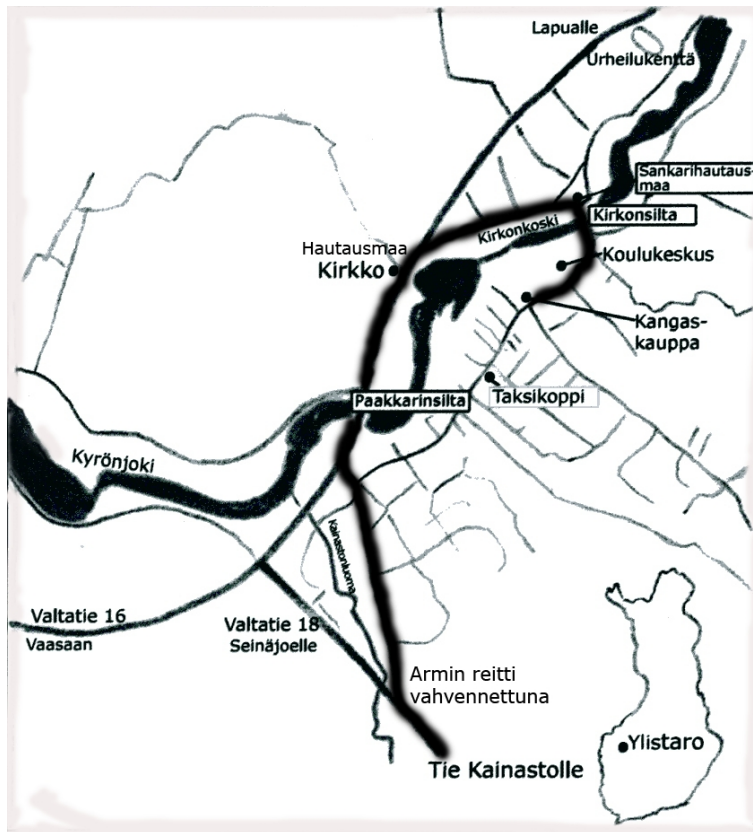 Lapualle
Urheilukenttä
Sankarihautaus-
maa
Kirkonsilta
Kirkonkoski
Hautausmaa
Kirkko
Koulukeskus
Kangas-
kauppa
Taksikoppi
Paakkarinsilta
Kyrönjoki
Kainastonluoma
Valtatie 16
Vaasaan
Valtatie 18
Seinäjoelle
Armin reitti
vahvennettuna
Ylistaro
Tie Kainastolle